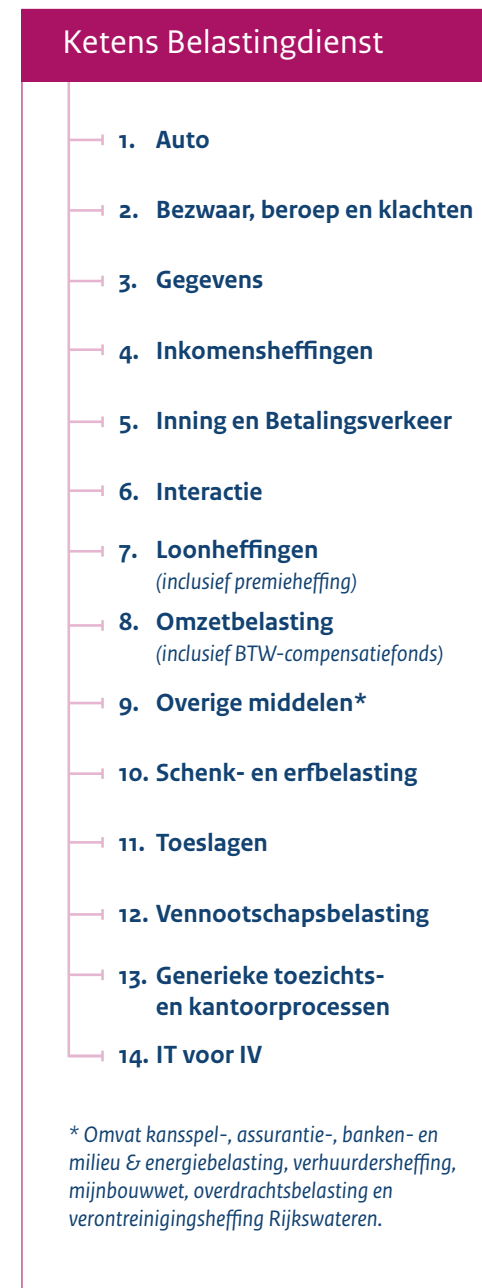 Ketens Belastingdienst
1. Auto
2. Bezwaar, beroep en klachten
3. Gegevens
4. Inkomensheffingen
5. Inning en Betalingsverkeer
6. Interactie
7. Loonheffingen
(inclusief premieheffing)
8. Omzetbelasting
(inclusief BTW-compensatiefonds)
9. Overige middelen*
10. Schenk- en erfbelasting
11. Toeslagen
12. Vennootschapsbelasting
13. Generieke toezichts-
en kantoorprocessen
14. IT voor IV
* Omvat kansspel-, assurantie-, banken- en
milieu & energiebelasting, verhuurdersheffing,
mijnbouwwet, overdrachtsbelasting en
verontreinigingsheffing Rijkswateren.